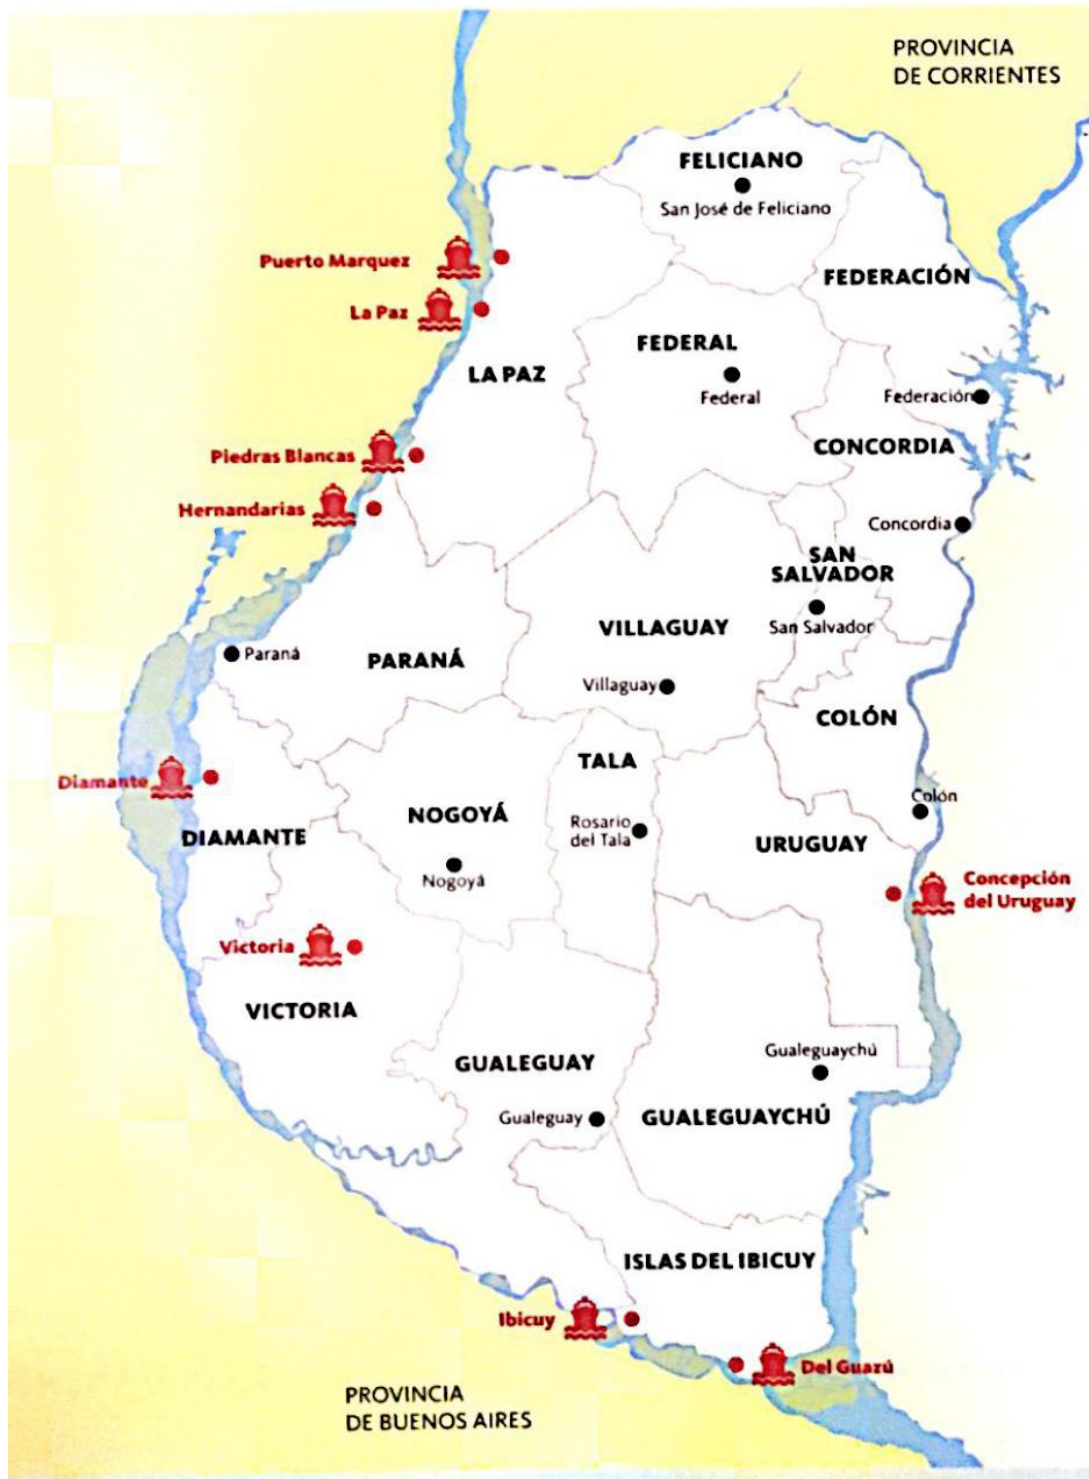 PROVINCIA
DE CORRIENTES
FELICIANO
San José de Feliciano
Puerto Marquez
FEDERACIÓN
La Paz
FEDERAL
LA PAZ
Federal
Federación
CONCORDIA
Piedras Blancas
Hernandarias
Concordia
SAN
SALVADOR
San Salvador
VILLAGUAY
Paraná
PARANÁ
Villaguay
COLÓN
TALA
Diamante
Colón
NOGOYÁ
Rosario
del Tala
DIAMANTE
URUGUAY
Nogoyá
Concepción
del Uruguay
Victoria
VICTORIA
Gualeguaychú
GUALEGUAY
Gualeguay
GUALEGUAYCHÚ
ISLAS DEL IBICUY
Ibicuy
Del Guazú
PROVINCIA
DE BUENOS AIRES